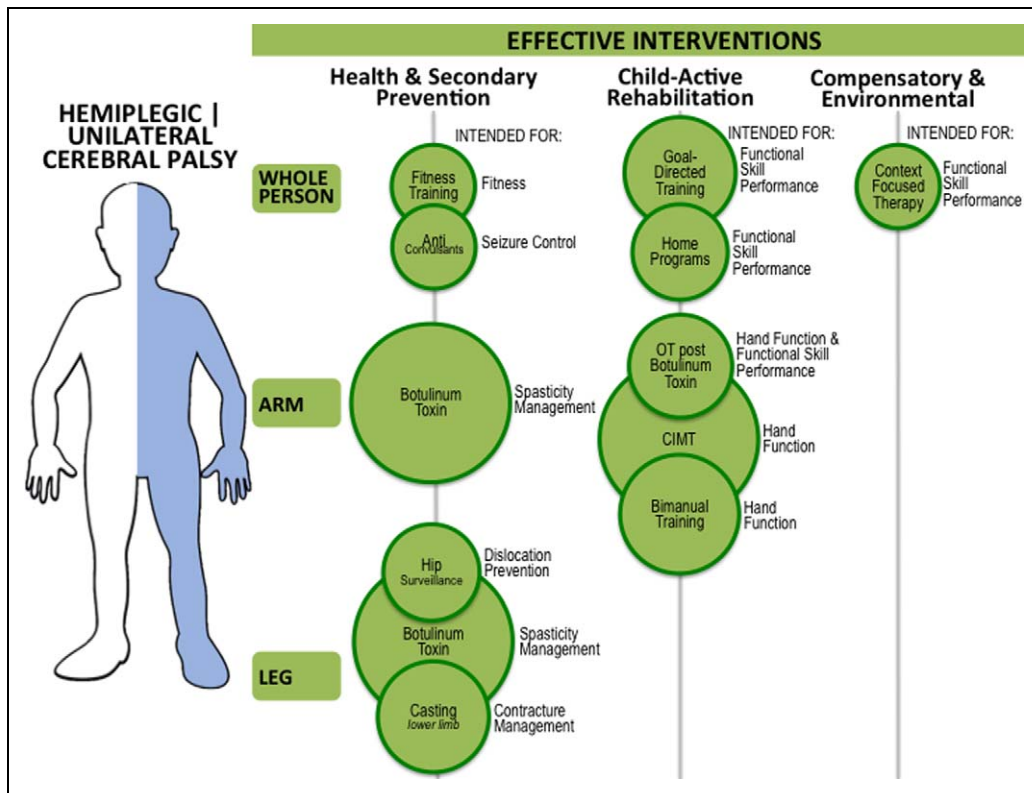 EFFECTIVE INTERVENTIONS
HEMIPLEGIC |
UNILATERAL
CEREBRAL PALSY
Health & Secondary
Prevention
Child-Active
Rehabilitation
Compensatory &
Environmental
INTENDED FOR:
INTENDED FOR:
INTENDED FOR:
WHOLE
PERSON
Fitness
Training
Fitness
Anti
Convulsants
Seizure Control
Goal-
Directed
Training
Functional
Skill
Performance
Home
Programs
Functional
Skill
Performance
Context
Focused
Therapy
Functional
Skill
Performance
ARM
Botulinum
Toxin
Spasticity
Management
OT post
Botulinum
Toxin
Hand Function &
Functional Skill
Performance
CIMT
Hand
Function
Bimanual
Training
Hand
Function
LEG
Hip
Surveillance
Dislocation
Prevention
Botulinum
Toxin
Spasticity
Management
Casting
lower limb
Contracture
Management